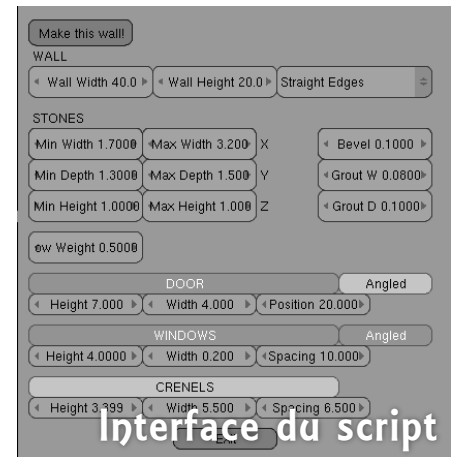 Make this wall!
WALL
Wall Width 40.0 Wall Height 20.0 Straight Edges
STONES
Min Width 1.7000 Max Width 3.200 X Bevel 0.1000
Min Depth 1.3000 Max Depth 1.500 Y Grout W 0.0800
Min Height 1.0000 Max Height 1.000 Z Grout D 0.1000
ow Weight 0.5000
DOOR Angled
Height 7.000 Width 4.000 Position 20.000
WINDOWS Angled
Height 4.0000 Width 0.200 Spacing 10.000
CRENELS
Height 3.399 Width 5.500 Spacing 6.500
Interface du script
Exit